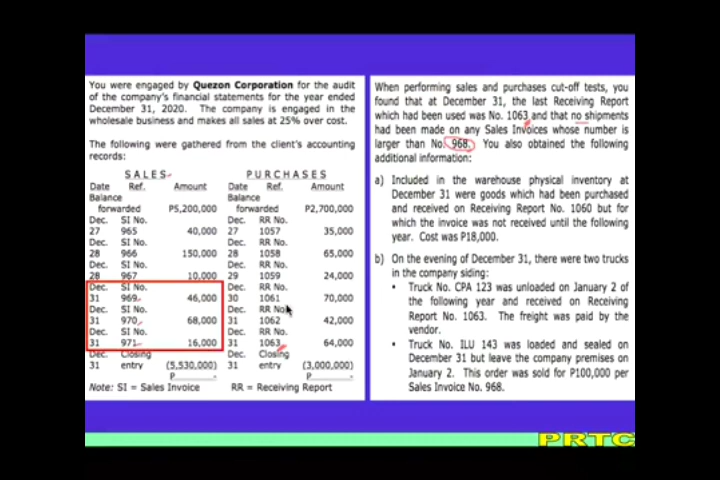 You were engaged by Quezon Corporation for the audit
of the company's financial statements for the year ended
December 31, 2020. The company is engaged in the
wholesale business and makes all sales at 25% over cost.
The following were gathered from the client's accounting
records:
SALES PURCHASES
Date Ref. Amount Date Ref. Amount
Balance Balance
forwarded P5,200,000 forwarded P2,700,000
Dec. SI No. Dec. RR No.
27 965 40,000 27 1057 35,000
Dec. SI No. Dec. RR No.
28 966 150,000 28 1058 65,000
Dec. SI No. Dec. RR No.
28 967 10,000 29 1059 24,000
Dec. SI No. Dec. RR No.
31 969 46,000 30 1061 70,000
Dec. SI No. Dec. RR No.
31 970 68,000 31 1062 42,000
Dec. SI No. Dec. RR No.
31 971 16,000 31 1063 64,000
Dec. Closing Dec. Closing
31 entry (5,530,000) 31 entry (3,000,000)
P - P -
Note: SI = Sales Invoice RR = Receiving Report
When performing sales and purchases cut-off tests, you
found that at December 31, the last Receiving Report
which had been used was No. 1063 and that no shipments
had been made on any Sales Invoices whose number is
larger than No. 968. You also obtained the following
additional information:
a) Included in the warehouse physical inventory at
December 31 were goods which had been purchased
and received on Receiving Report No. 1060 but for
which the invoice was not received until the following
year. Cost was P18,000.
b) On the evening of December 31, there were two trucks
in the company siding:
• Truck No. CPA 123 was unloaded on January 2 of
the following year and received on Receiving
Report No. 1063. The freight was paid by the
vendor.
• Truck No. ILU 143 was loaded and sealed on
December 31 but leave the company premises on
January 2. This order was sold for P100,000 per
Sales Invoice No. 968.
PRTC